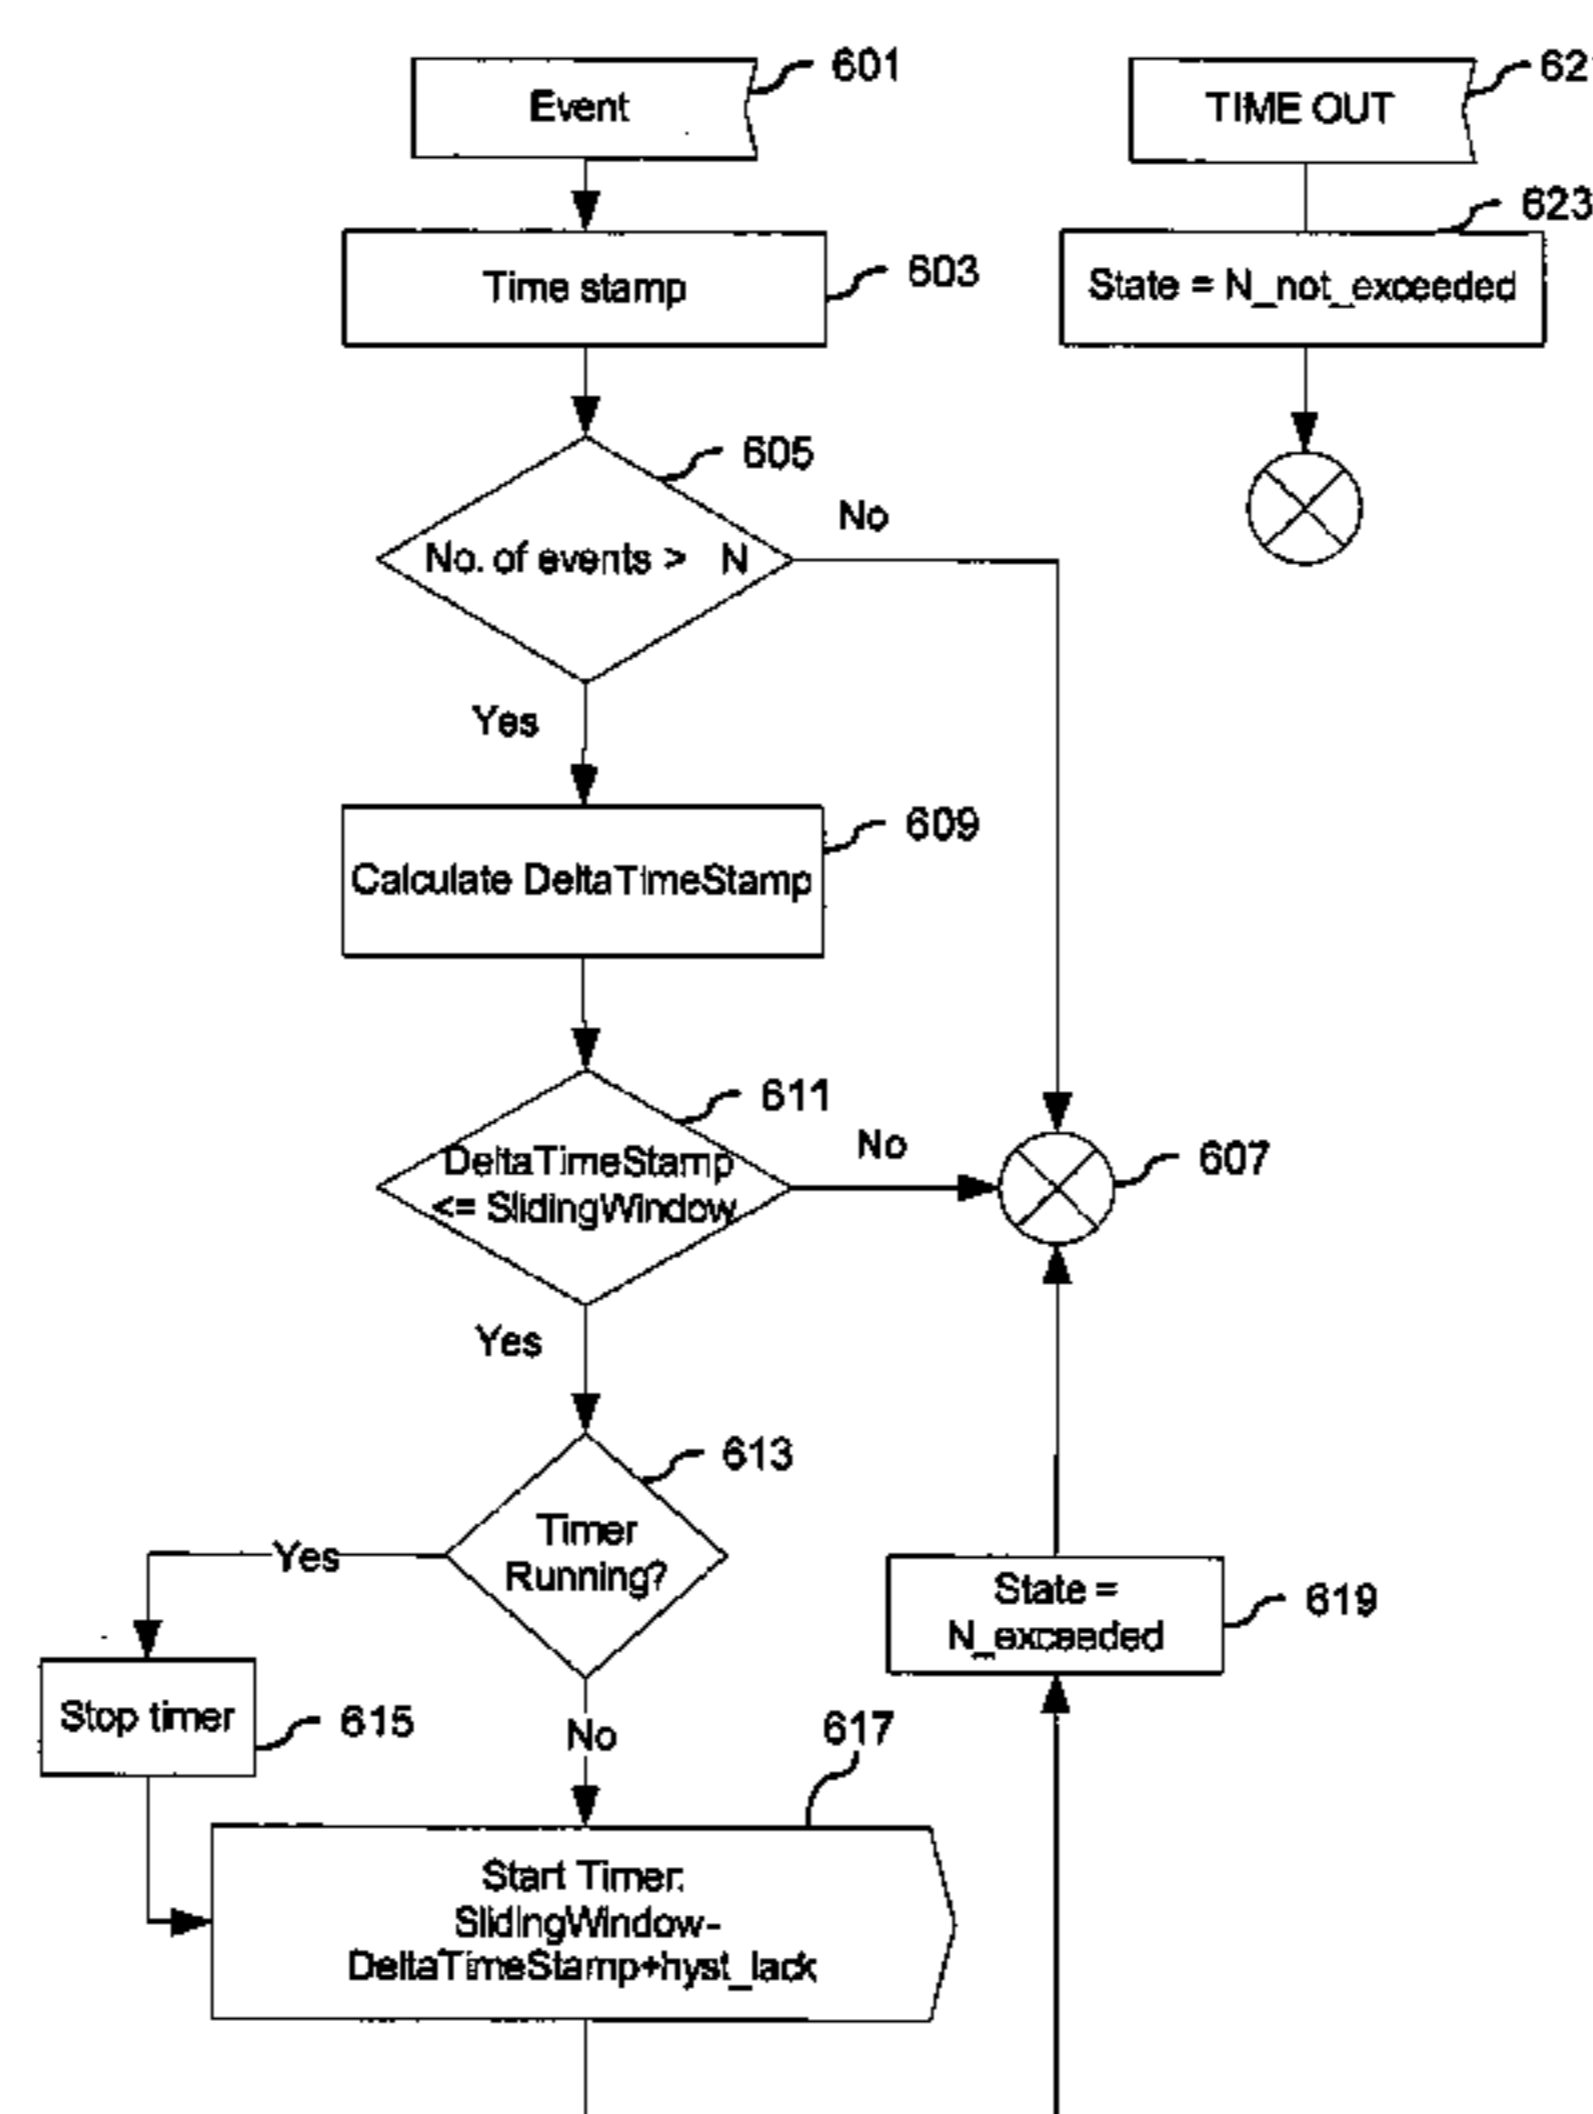 Event
601
Time stamp
603
No. of events > N
605
No
Yes
Calculate DeltaTimeStamp
609
DeltaTimeStamp
<= SlidingWindow
611
No
607
Yes
Timer
Running?
613
Yes
Stop timer
615
No
617
Start Timer:
SlidingWindow-
DeltaTimeStamp+hyst_lack
State =
N_exceeded
619
TIME OUT
State = N_not_exceeded
623